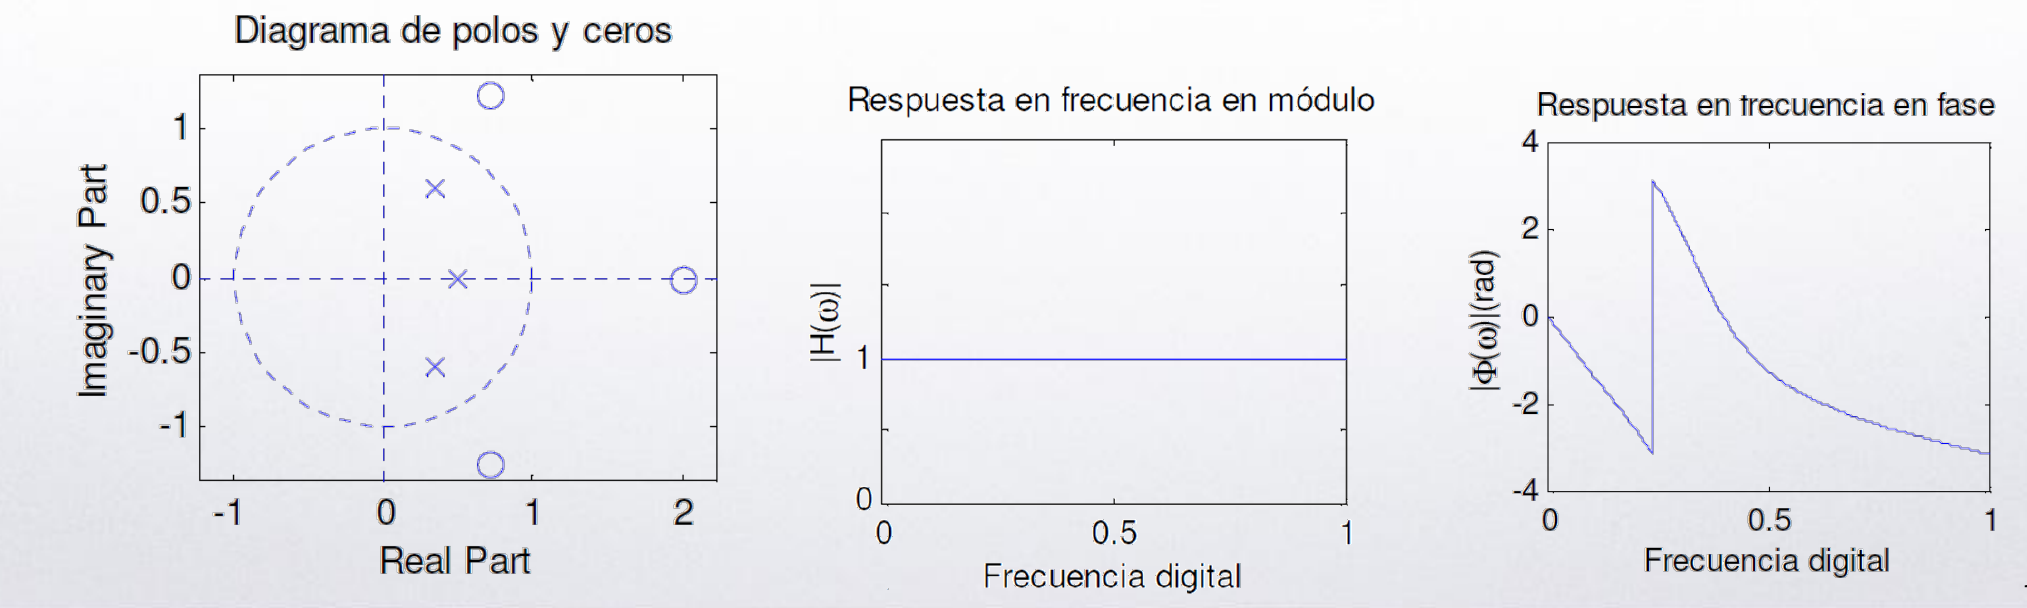 Diagrama de polos y ceros
1
0.5
0
-0.5
-1
Imaginary Part
-1 0 1 2
Real Part
Respuesta en frecuencia en módulo
|H(ω)|
1
0
0 0.5 1
Frecuencia digital
Respuesta en frecuencia en fase
4
2
0
-2
-4
|Φ(ω)|(rad)
0 0.5 1
Frecuencia digital